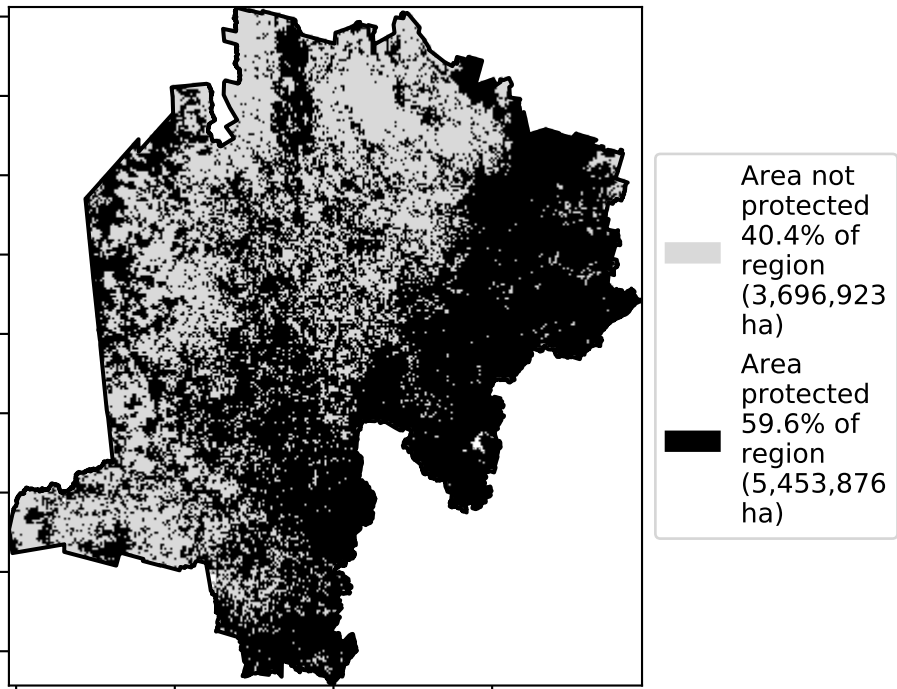 Area not
protected
40.4% of
region
(3,696,923
ha)
Area
protected
59.6% of
region
(5,453,876
ha)